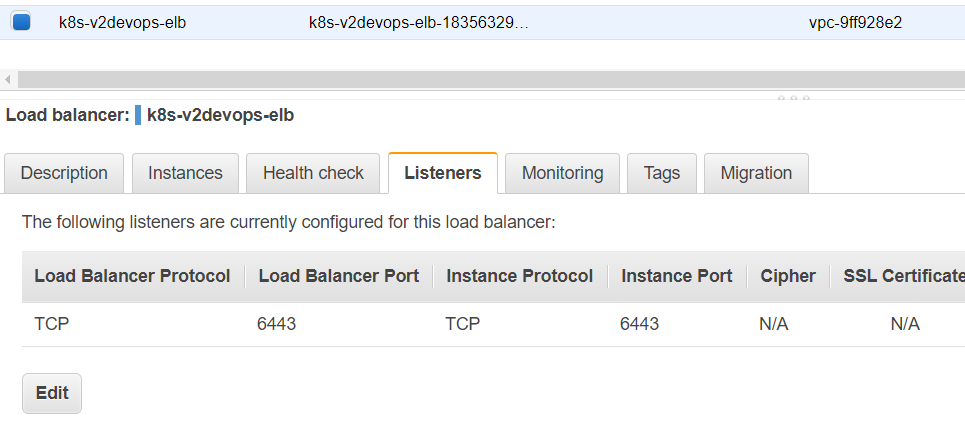 k8s-v2devops-elb k8s-v2devops-elb-18356329... vpc-9ff928e2
Load balancer: k8s-v2devops-elb
Description Instances Health check Listeners Monitoring Tags Migration
The following listeners are currently configured for this load balancer:
Load Balancer Protocol Load Balancer Port Instance Protocol Instance Port Cipher SSL Certificate
TCP 6443 TCP 6443 N/A N/A
Edit